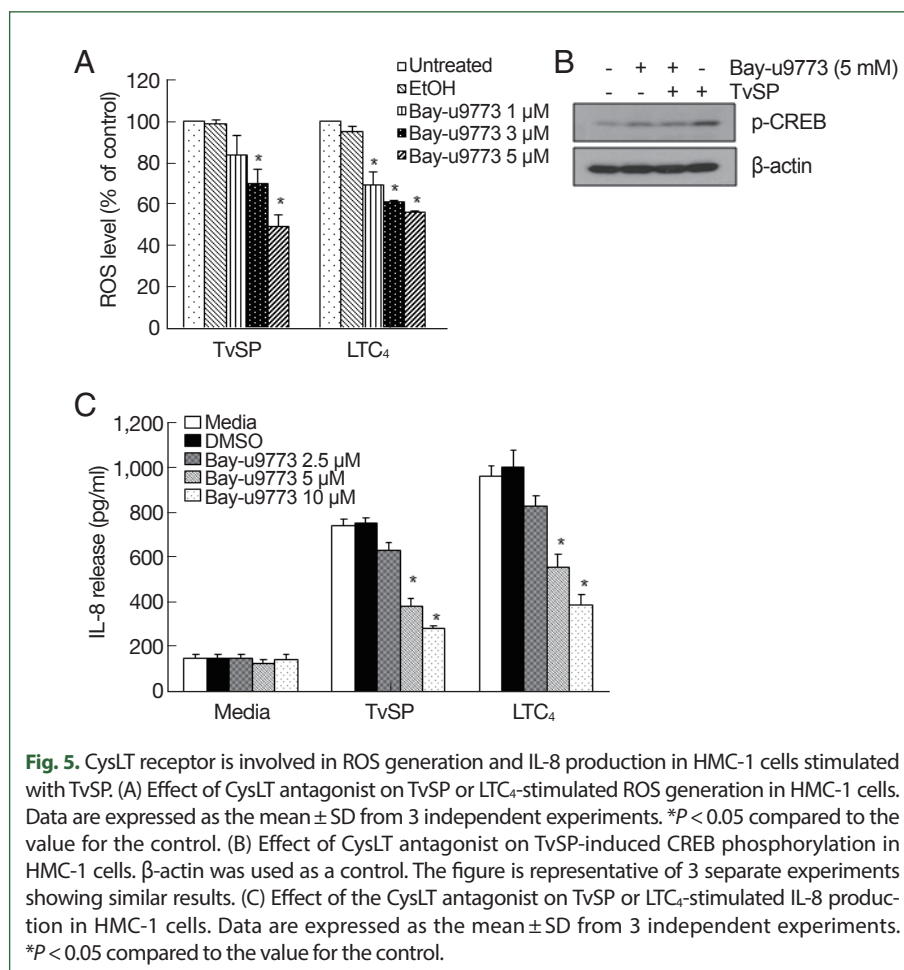 A
Untreated
EtOH
Bay-u9773 1 µM
Bay-u9773 3 µM
Bay-u9773 5 µM
ROS level (% of control)
120
100
80
60
40
20
0
* * * * *
TvSP LTC₄
B
- + + - Bay-u9773 (5 mM)
- - + + TvSP
p-CREB
β-actin
C
Media
DMSO
Bay-u9773 2.5 µM
Bay-u9773 5 µM
Bay-u9773 10 µM
IL-8 release (pg/ml)
1,200
1,000
800
600
400
200
0
* * * *
Media TvSP LTC₄
Fig. 5. CysLT receptor is involved in ROS generation and IL-8 production in HMC-1 cells stimulated
with TvSP. (A) Effect of CysLT antagonist on TvSP or LTC₄-stimulated ROS generation in HMC-1 cells.
Data are expressed as the mean ± SD from 3 independent experiments. *P < 0.05 compared to the
value for the control. (B) Effect of CysLT antagonist on TvSP-induced CREB phosphorylation in
HMC-1 cells. β-actin was used as a control. The figure is representative of 3 separate experiments
showing similar results. (C) Effect of the CysLT antagonist on TvSP or LTC₄-stimulated IL-8 produc-
tion in HMC-1 cells. Data are expressed as the mean ± SD from 3 independent experiments.
*P < 0.05 compared to the value for the control.